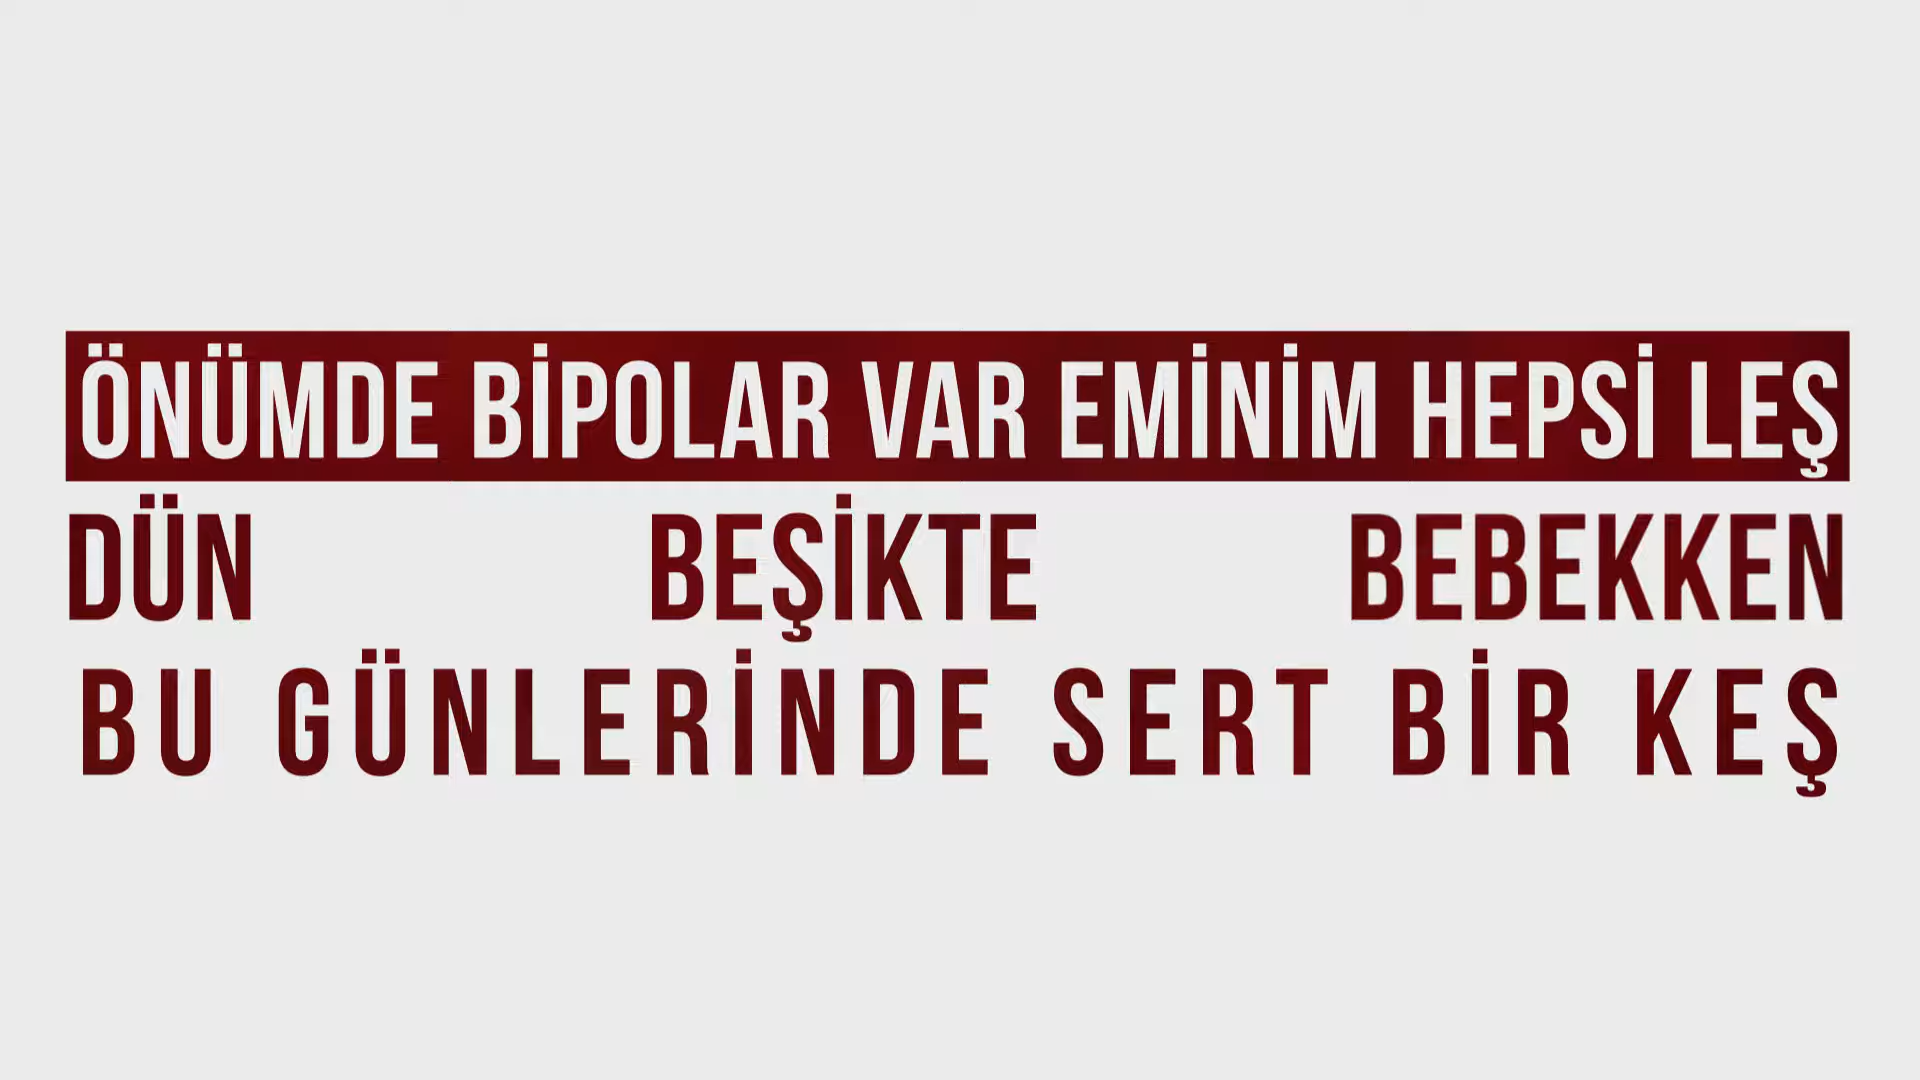 ÖNÜMDE BİPOLAR VAR EMİNİM HEPSİ LEŞ
DÜN BEŞİKTE BEBEKKEN
BU GÜNLERİNDE SERT BİR KEŞ